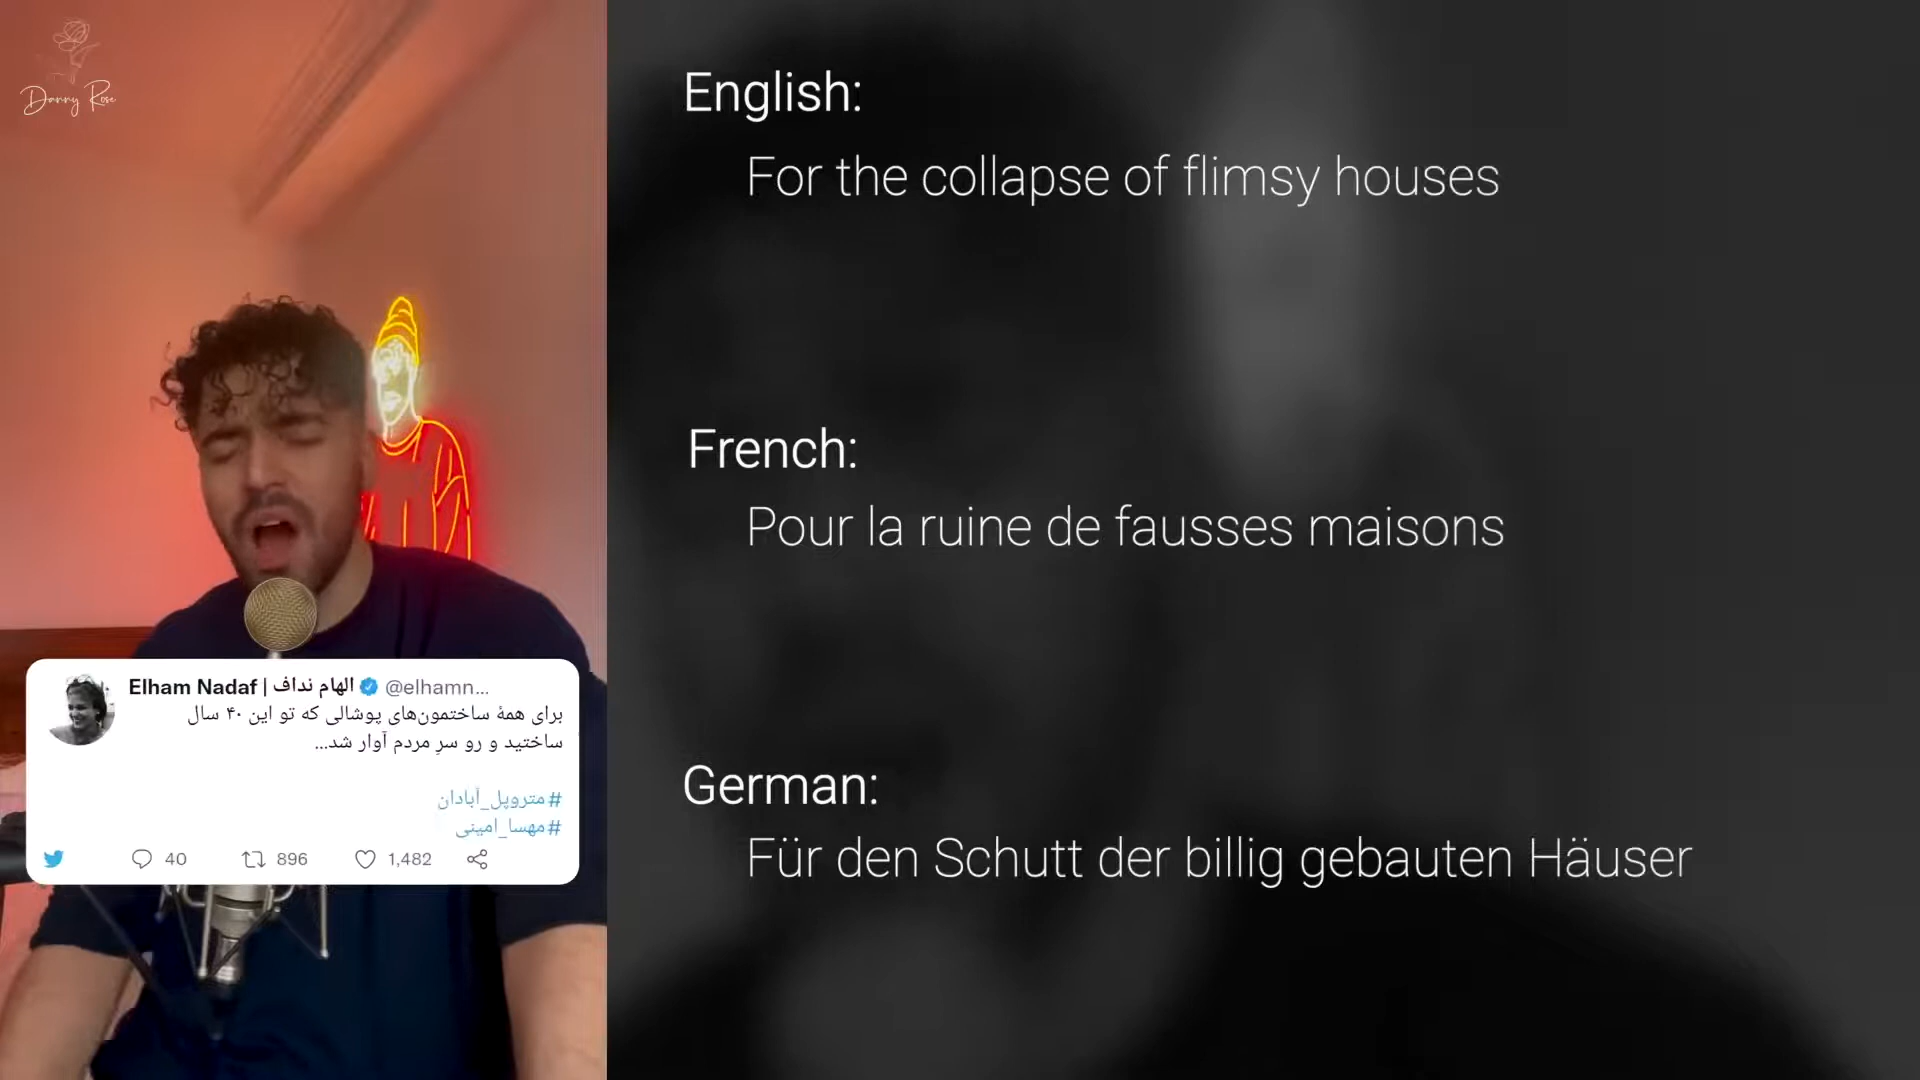 Danny Rose
English:
For the collapse of flimsy houses
French:
Pour la ruine de fausses maisons
German:
Für den Schutt der billig gebauten Häuser
Elham Nadaf | الهام نداف @elhamn...
برای همهٔ ساختمون‌های پوشالی که تو این ۴۰ سال
ساختید و رو سرِ مردم آوار شد...
#متروپل_آبادان
#مهسا_امینی
40 896 1,482